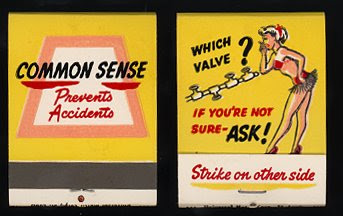 COMMON SENSE
Prevents
Accidents
WHICH
VALVE ?
IF YOU'RE NOT
SURE-ASK!
Strike on other side